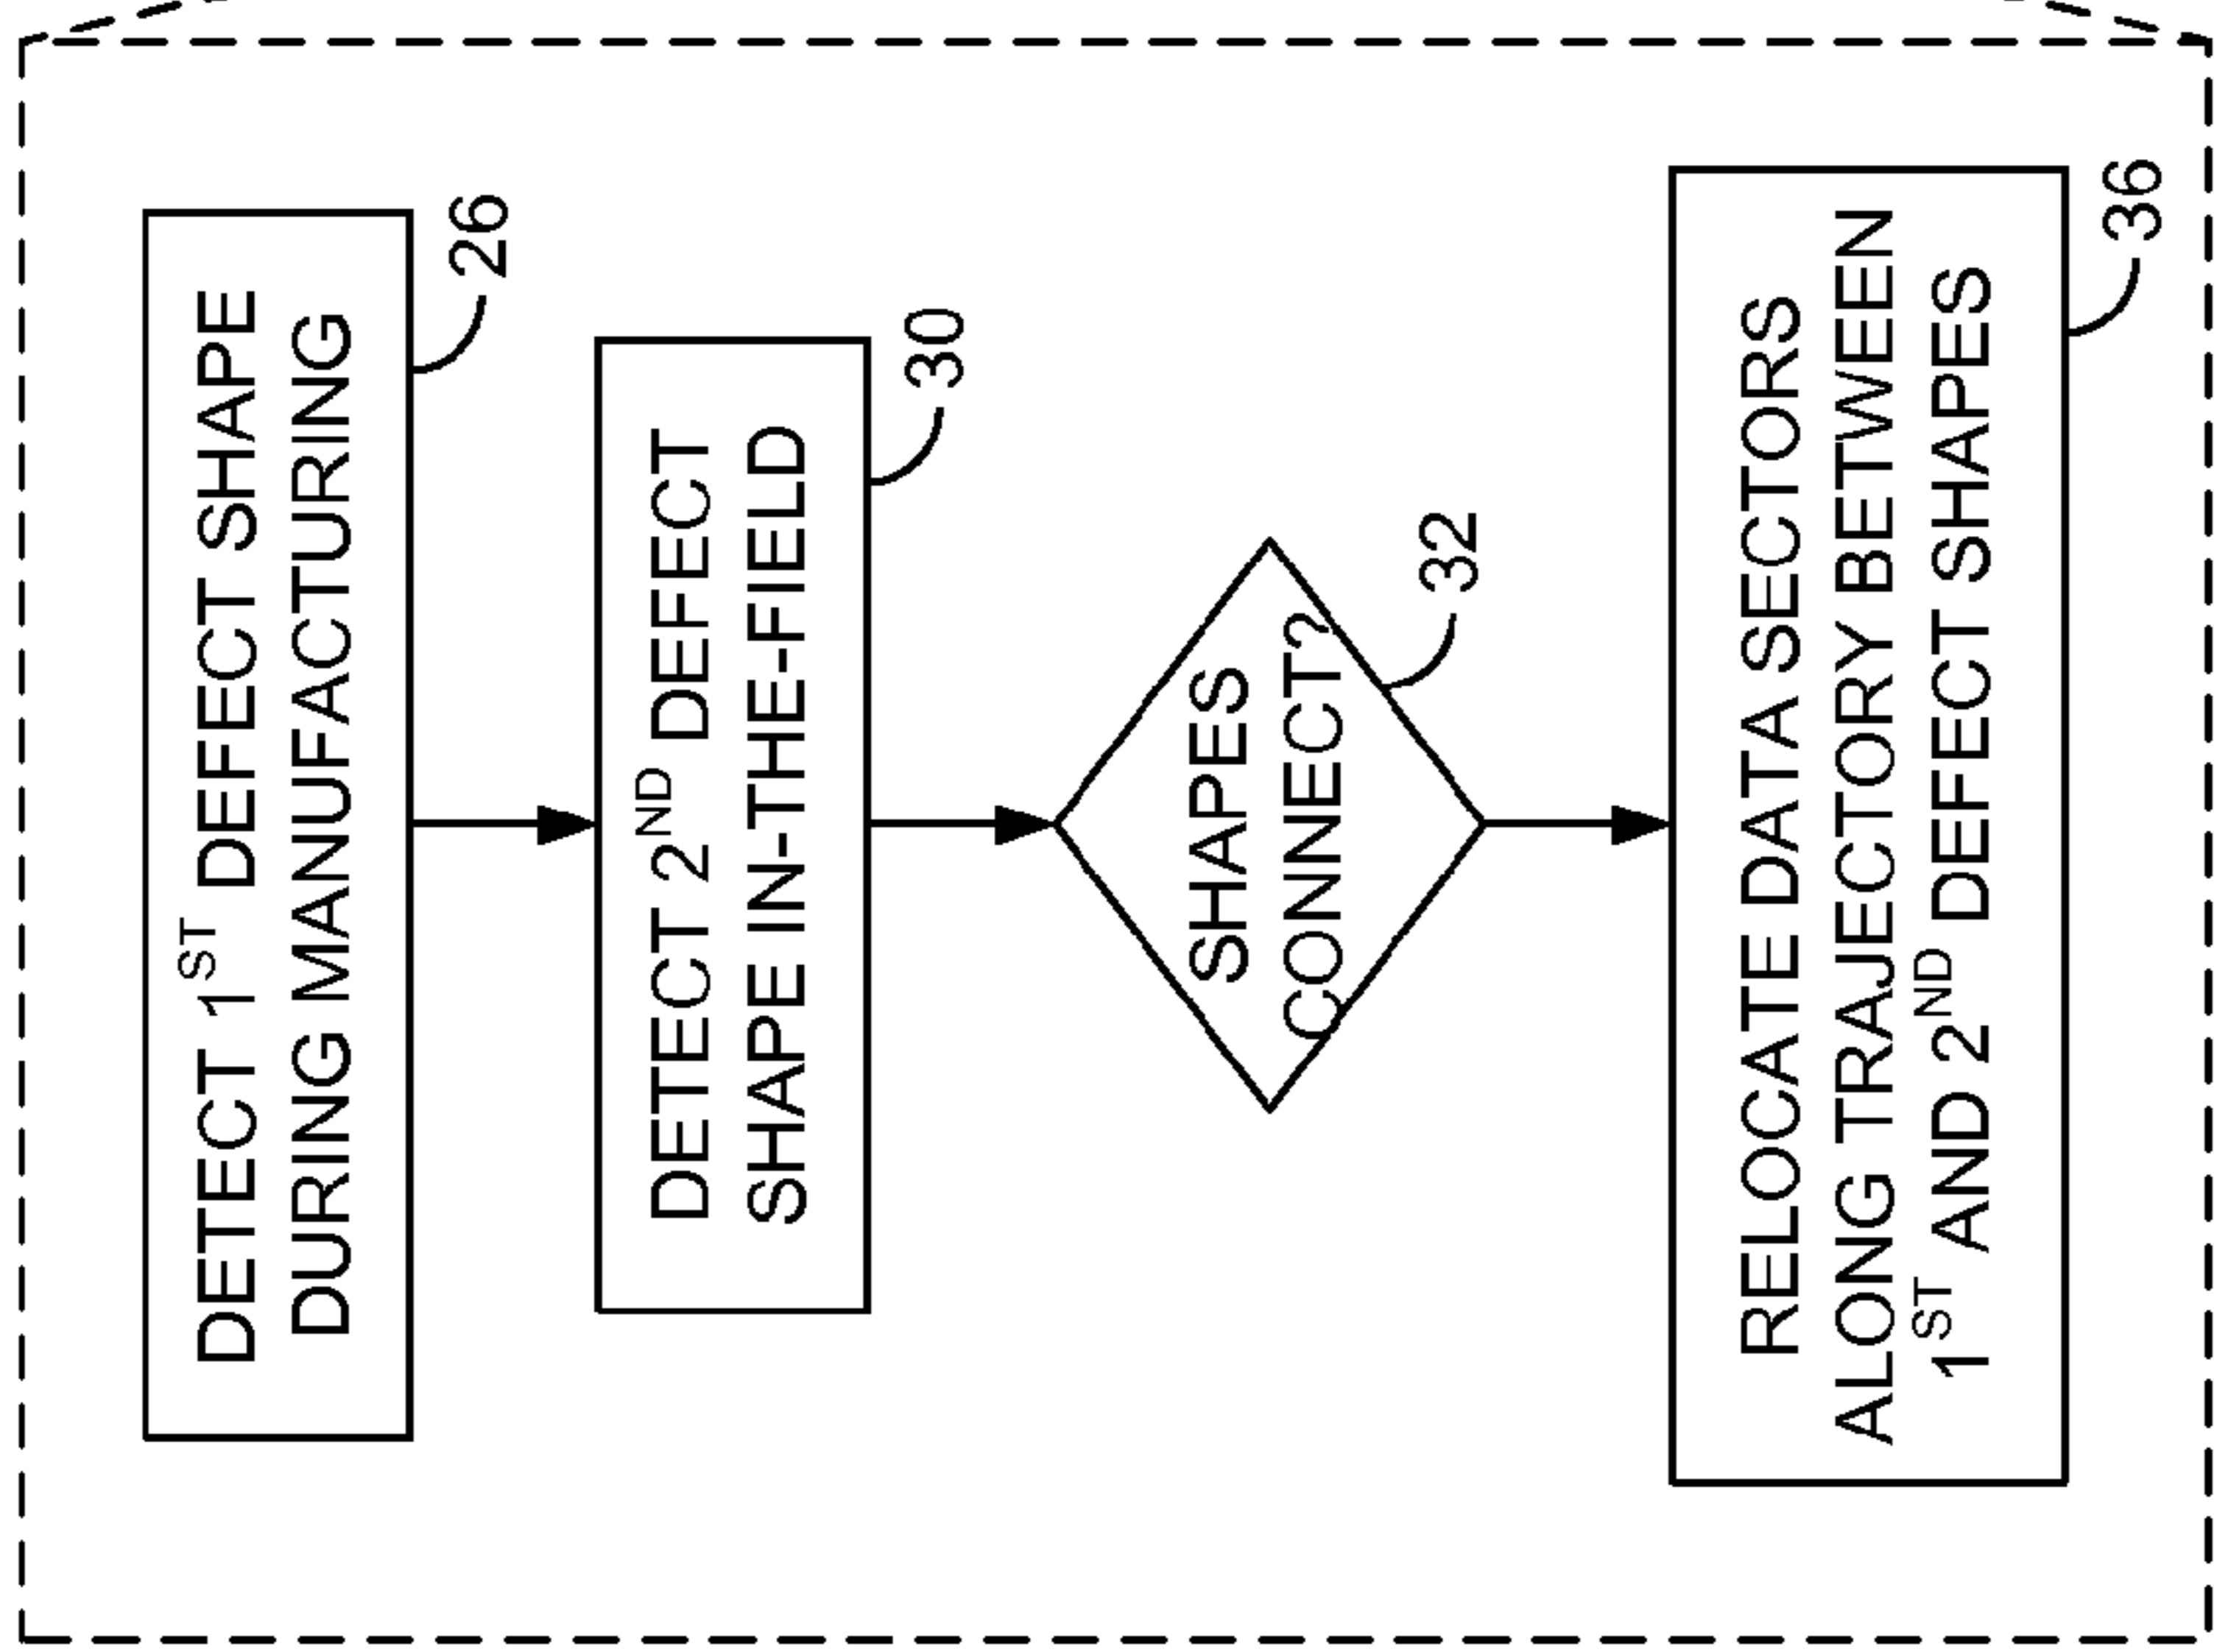 DETECT 1ST DEFECT SHAPE
DURING MANUFACTURING
26
DETECT 2ND DEFECT
SHAPE IN-THE-FIELD
30
SHAPES
CONNECT?
32
RELOCATE DATA SECTORS
ALONG TRAJECTORY BETWEEN
1ST AND 2ND DEFECT SHAPES
36